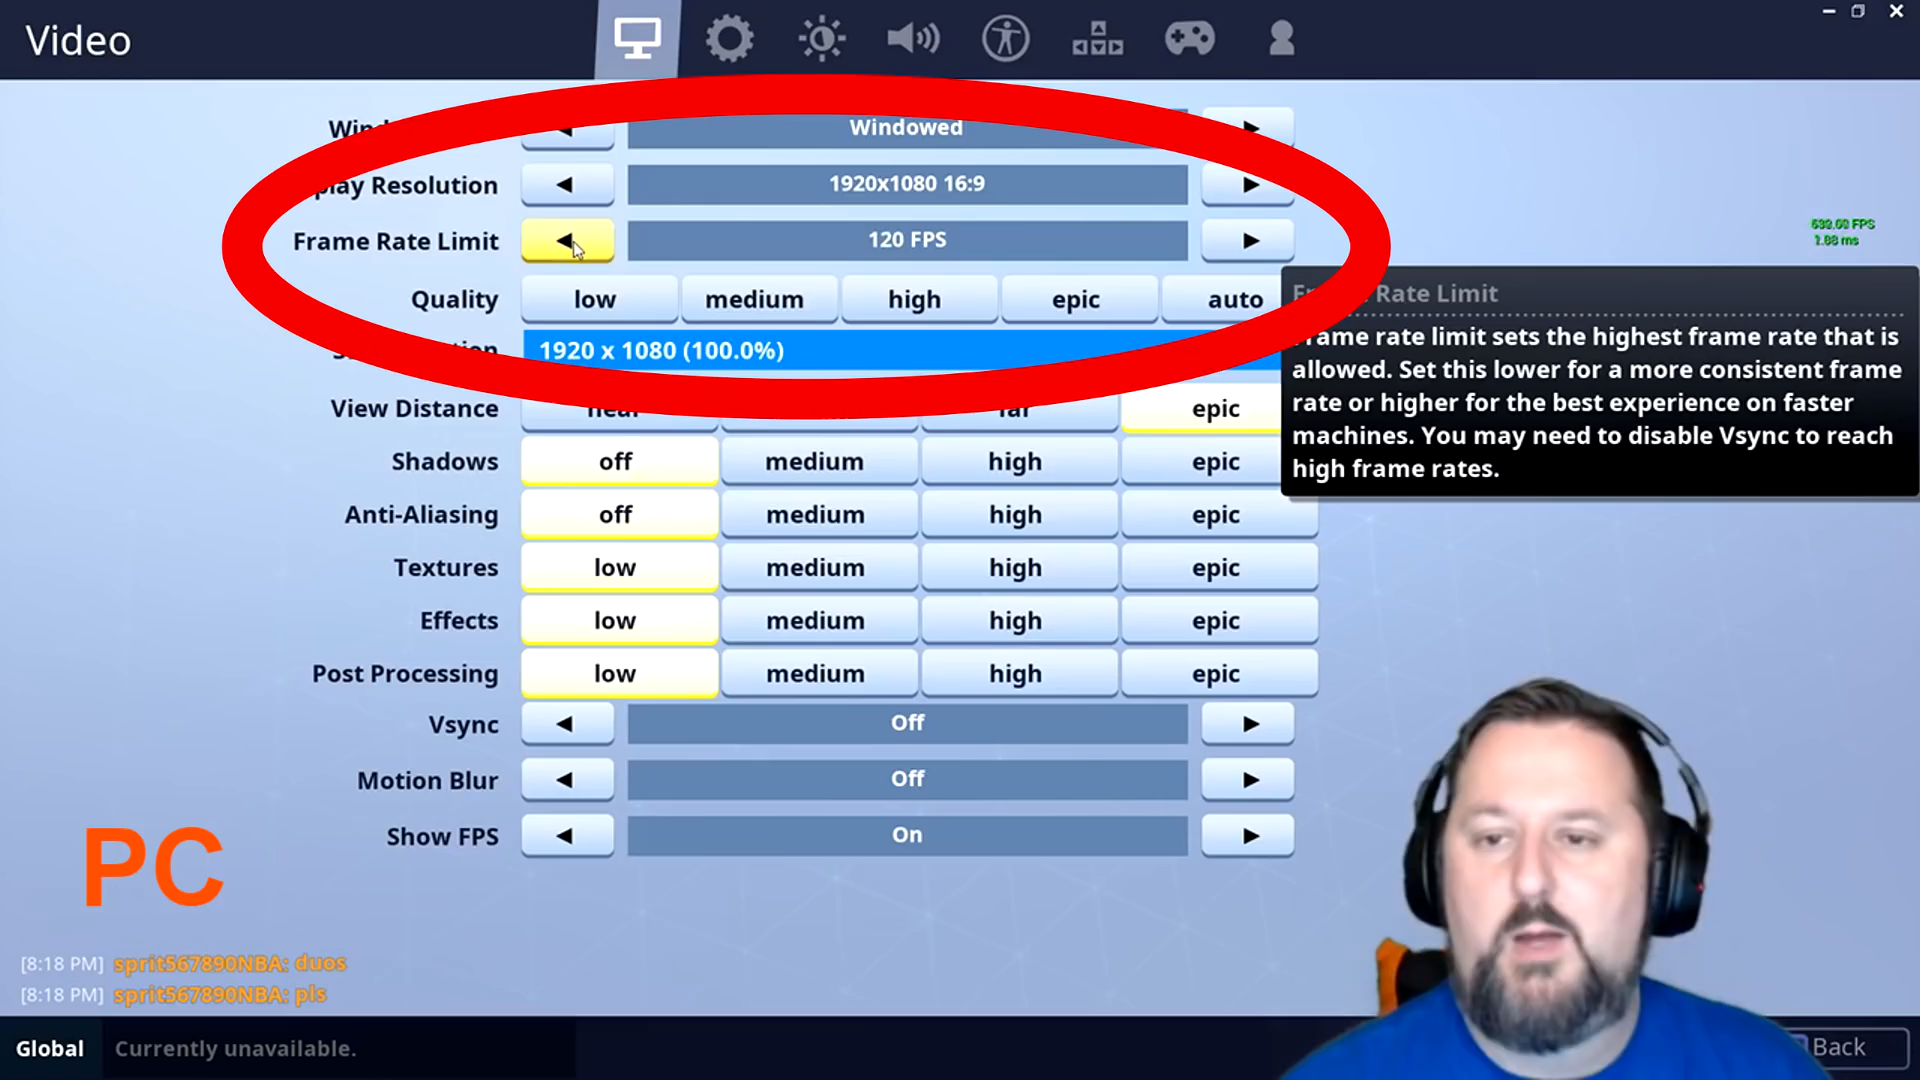 Video
Windowed
play Resolution
1920x1080 16:9
Frame Rate Limit
120 FPS
Quality
low
medium
high
epic
auto
1920 x 1080 (100.0%)
View Distance
near
far
epic
Shadows
off
medium
high
epic
Anti-Aliasing
off
medium
high
epic
Textures
low
medium
high
epic
Effects
low
medium
high
epic
Post Processing
low
medium
high
epic
Vsync
Off
Motion Blur
Off
Show FPS
On
Rate Limit
Frame rate limit sets the highest frame rate that is
allowed. Set this lower for a more consistent frame
rate or higher for the best experience on faster
machines. You may need to disable Vsync to reach
high frame rates.
PC
[8:18 PM] sprit567890NBA: duos
[8:18 PM] sprit567890NBA: pls
Global
Currently unavailable.
Back